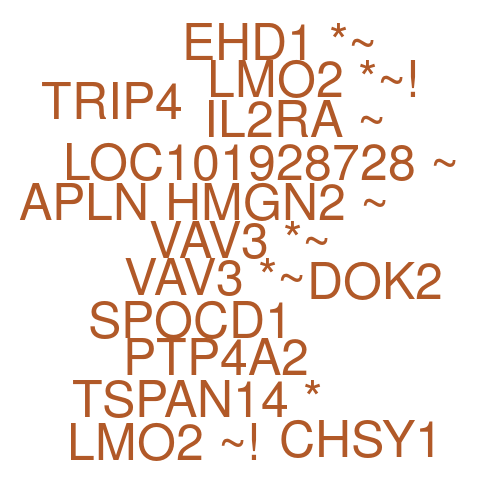 EHD1 *~
LMO2 *~!
TRIP4
IL2RA ~
LOC101928728 ~
APLN HMGN2 ~
VAV3 *~
VAV3 *~DOK2
SPOCD1
PTP4A2
TSPAN14 *
LMO2 ~! CHSY1